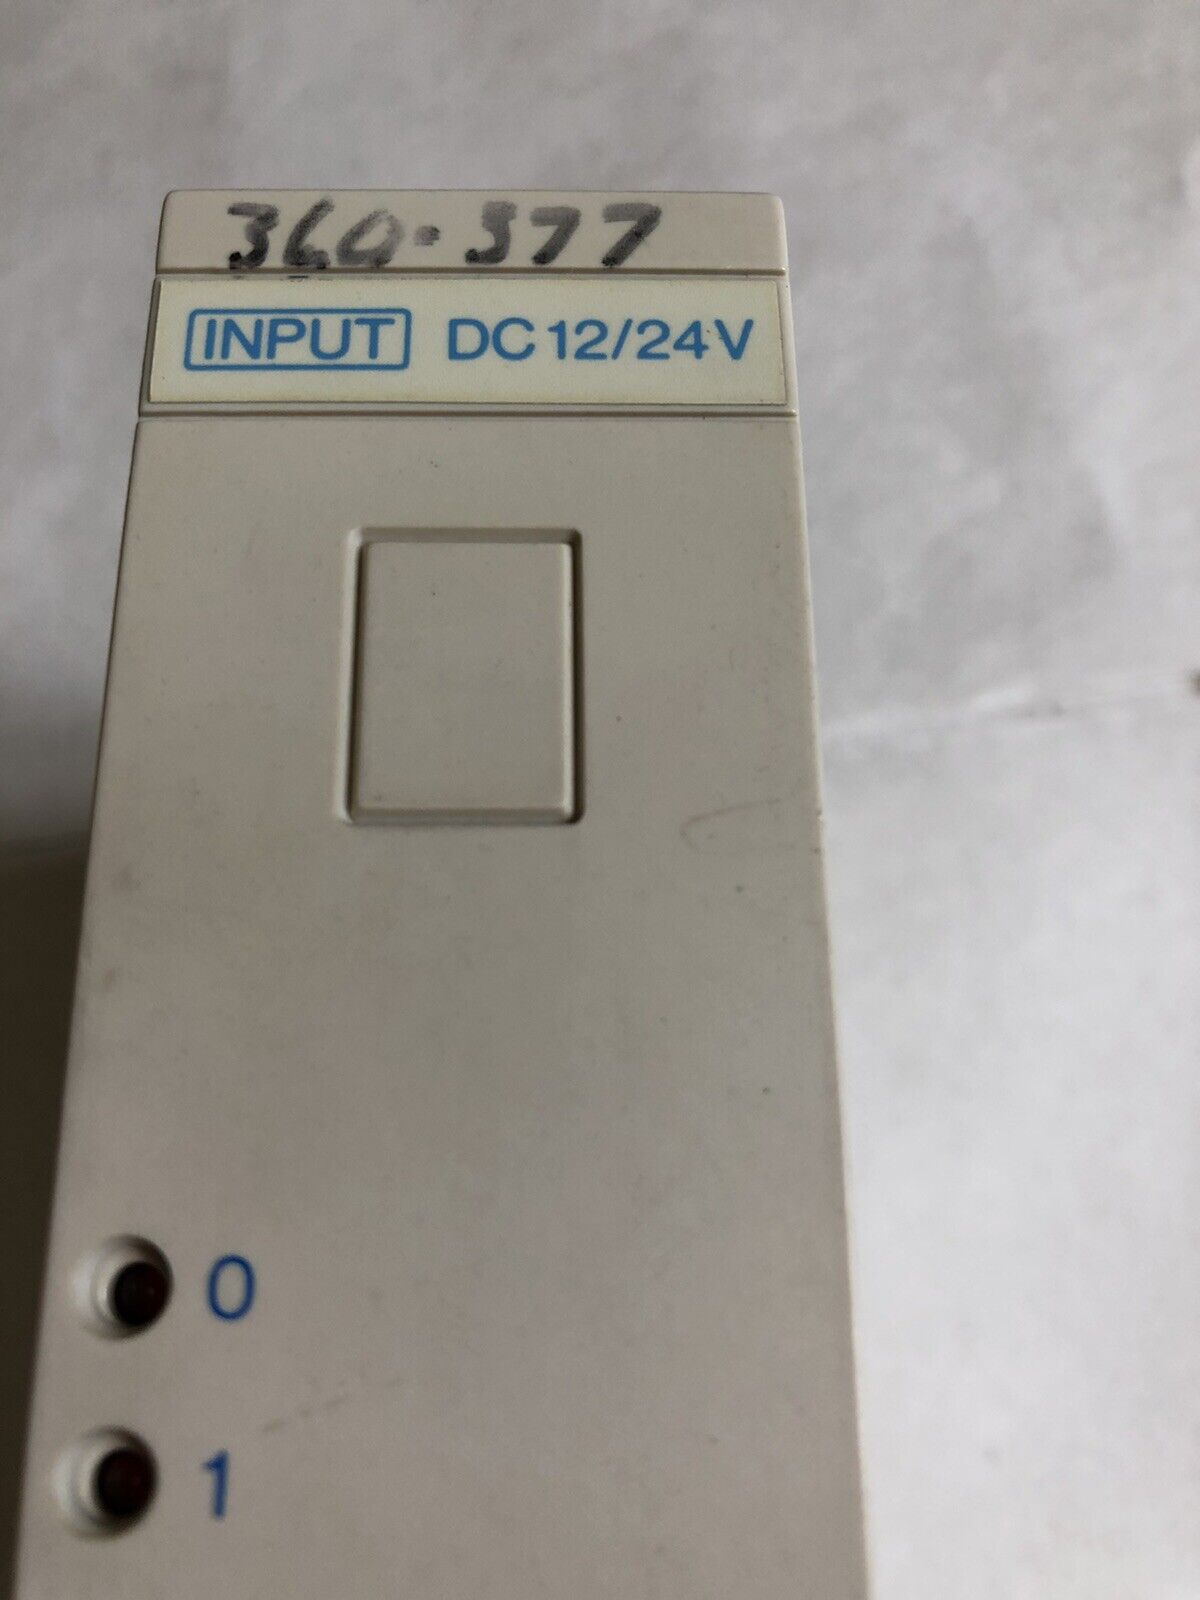 360-377
INPUT DC12/24V
0
1